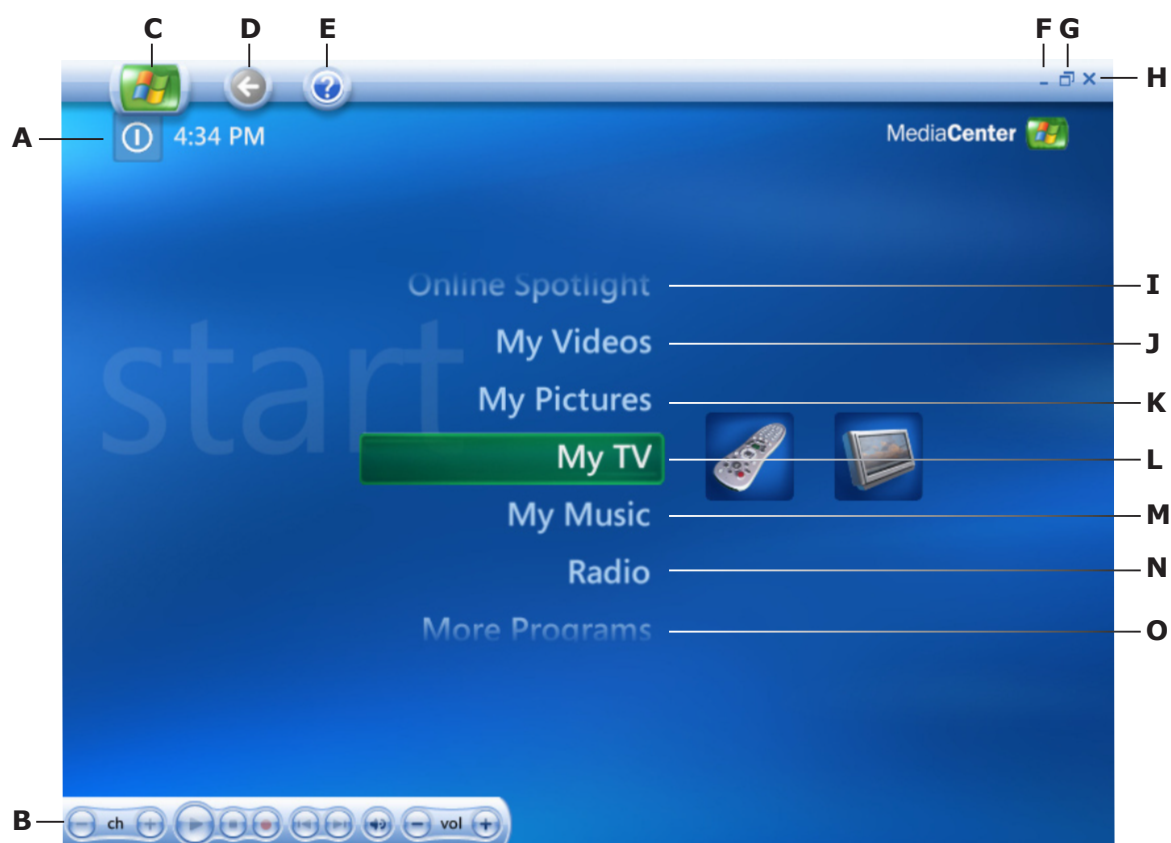 C D E F G
H
A 4:34 PM MediaCenter
start
Online Spotlight I
My Videos J
My Pictures K
My TV L
My Music M
Radio N
More Programs O
B ch vol